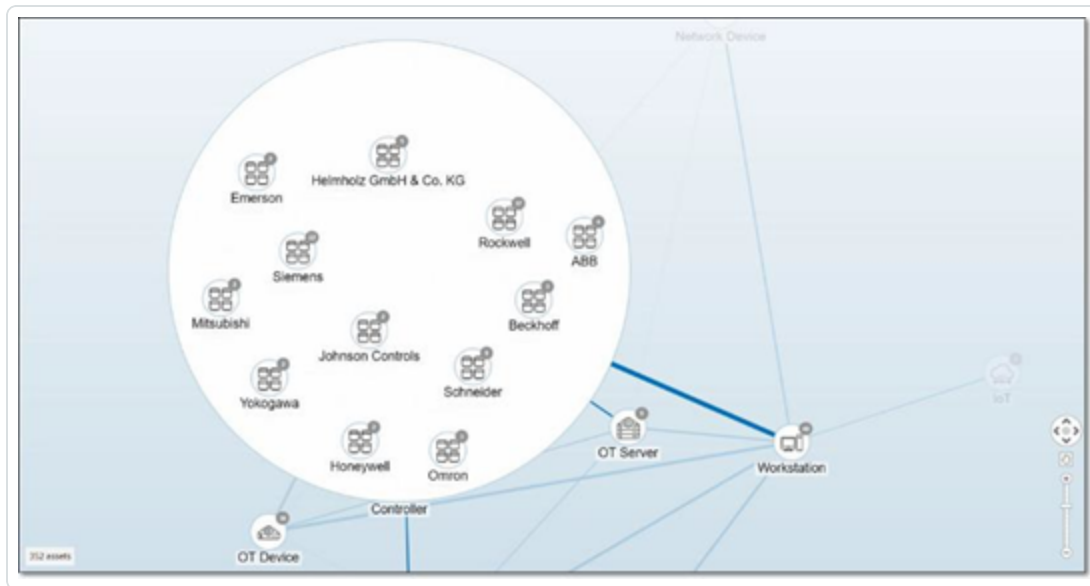 Network Device
Helmholz GmbH & Co. KG
Emerson
Rockwell
ABB
Siemens
Mitsubishi
Beckhoff
Johnson Controls
Schneider
Yokogawa
Honeywell
Omron
OT Server
Workstation
IoT
Controller
OT Device
352 assets